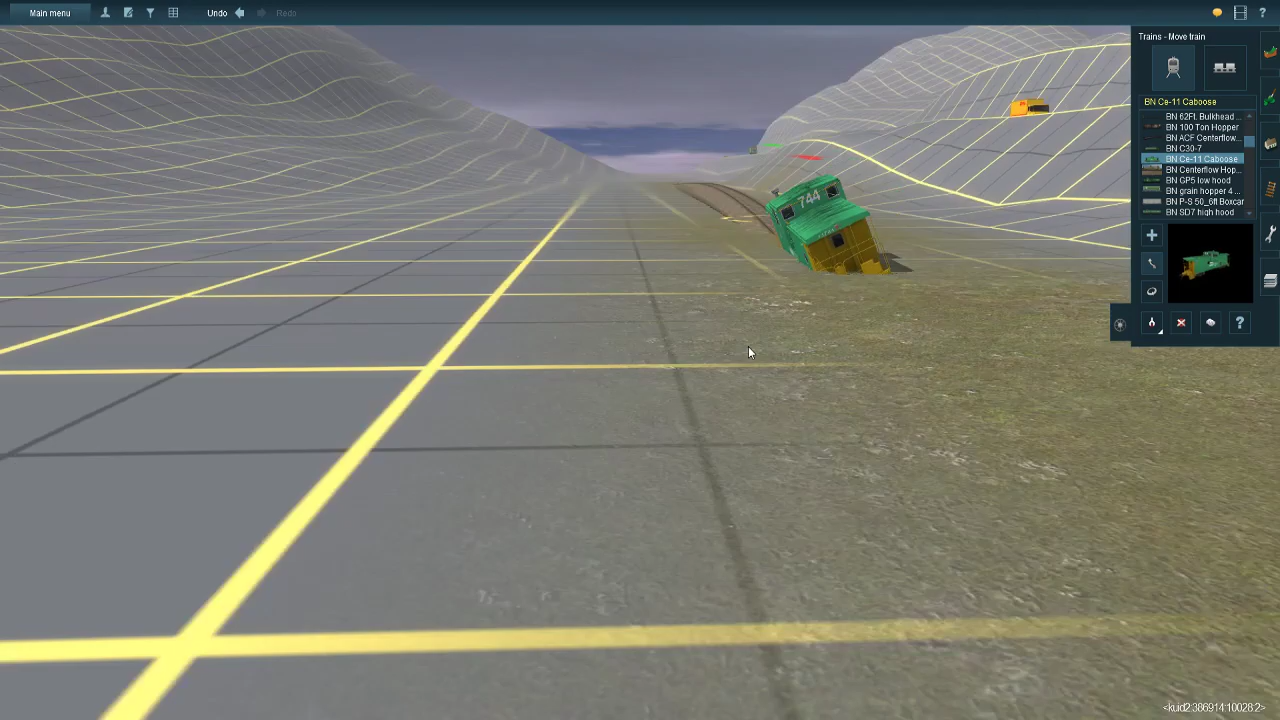 Main menu
Undo
Redo
?
Trains - Move train
BN Ce-11 Caboose
BN 62Ft. Bulkhead ...
BN 100 Ton Hopper
BN ACF Centerflow...
BN C30-7
BN Ce-11 Caboose
BN Centerflow Hop...
BN GP5 low hood
BN grain hopper 4 ...
BN P-S 50_6ft Boxcar
BN SD7 high hood
?
744
<kuid2:386914:10028:2>